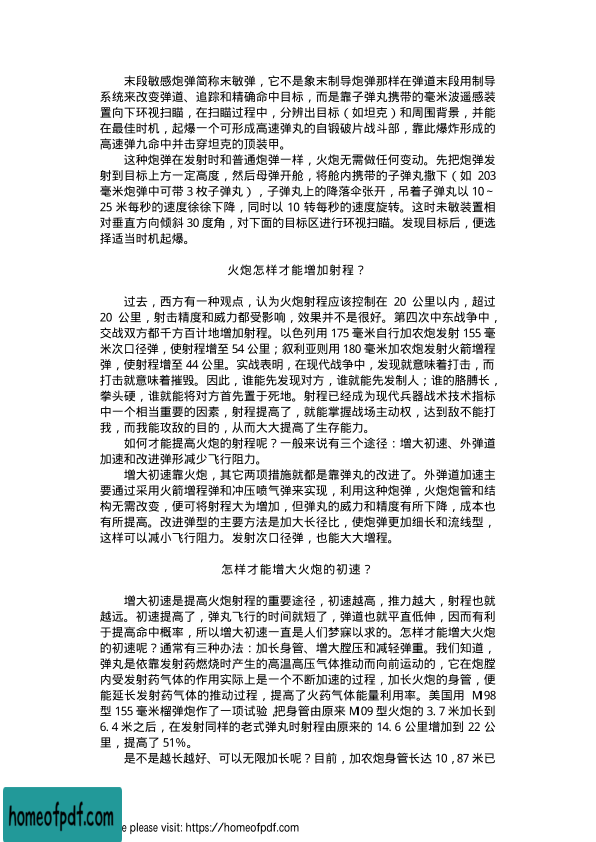 末段敏感炮弹简称末敏弹，它不是象末制导炮弹那样在弹道末段用制导
系统来改变弹道、追踪和精确命中目标，而是靠子弹丸携带的毫米波遥感装
置向下环视扫瞄，在扫瞄过程中，分辨出目标（如坦克）和周围背景，并能
在最佳时机，起爆一个可形成高速弹丸的自锻破片战斗部，靠此爆炸形成的
高速弹九命中并击穿坦克的顶装甲。
这种炮弹在发射时和普通炮弹一样，火炮无需做任何变动。先把炮弹发
射到目标上方一定高度，然后母弹开舱，将舱内携带的子弹丸撒下（如 203
毫米炮弹中可带 3 枚子弹丸），子弹丸上的降落伞张开，吊着子弹丸以 10～
25 米每秒的速度徐徐下降，同时以 10 转每秒的速度旋转。这时未敏装置相
对垂直方向倾斜 30 度角，对下面的目标区进行环视扫瞄。发现目标后，便选
择适当时机起爆。
火炮怎样才能增加射程？
过去，西方有一种观点，认为火炮射程应该控制在 20 公里以内，超过
20 公里，射击精度和威力都受影响，效果并不是很好。第四次中东战争中，
交战双方都千方百计地增加射程。以色列用 175 毫米自行加农炮发射 155 毫
米次口径弹，使射程增至 54 公里；叙利亚则用 180 毫米加农炮发射火箭增程
弹，使射程增至 44 公里。实战表明，在现代战争中，发现就意味着打击，而
打击就意味着摧毁。因此，谁能先发现对方，谁就能先发制人；谁的胳膊长，
拳头硬，谁就能将对方首先置于死地。射程已经成为现代兵器战术技术指标
中一个相当重要的因素，射程提高了，就能掌握战场主动权，达到敌不能打
我，而我能攻敌的目的，从而大大提高了生存能力。
如何才能提高火炮的射程呢？一般来说有三个途径：增大初速、外弹道
加速和改进弹形减少飞行阻力。
增大初速靠火炮，其它两项措施就都是靠弹丸的改进了。外弹道加速主
要通过采用火箭增程弹和冲压喷气弹来实现，利用这种炮弹，火炮炮管和结
构无需改变，便可将射程大为增加，但弹丸的威力和精度有所下降，成本也
有所提高。改进弹型的主要方法是加大长径比，使炮弹更加细长和流线型，
这样可以减小飞行阻力。发射次口径弹，也能大大增程。
怎样才能增大火炮的初速？
增大初速是提高火炮射程的重要途径，初速越高，推力越大，射程也就
越远。初速提高了，弹丸飞行的时间就短了，弹道也就平直低伸，因而有利
于提高命中概率，所以增大初速一直是人们梦寐以求的。怎样才能增大火炮
的初速呢？通常有三种办法：加长身管、增大膛压和减轻弹重。我们知道，
弹丸是依靠发射药燃烧时产生的高温高压气体推动而向前运动的，它在炮膛
内受发射药气体的作用实际上是一个不断加速的过程，加长火炮的身管，便
能延长发射药气体的推动过程，提高了火药气体能量利用率。美国用 M198
型 155 毫米榴弹炮作了一项试验，把身管由原来 M109 型火炮的 3.7 米加长到
6.4 米之后，在发射同样的老式弹丸时射程由原来的 14.6 公里增加到 22 公
里，提高了 51%。
是不是越长越好、可以无限加长呢？目前，加农炮身管长达 10，87 米已
homeofpdf.com
e please visit: https://homeofpdf.com